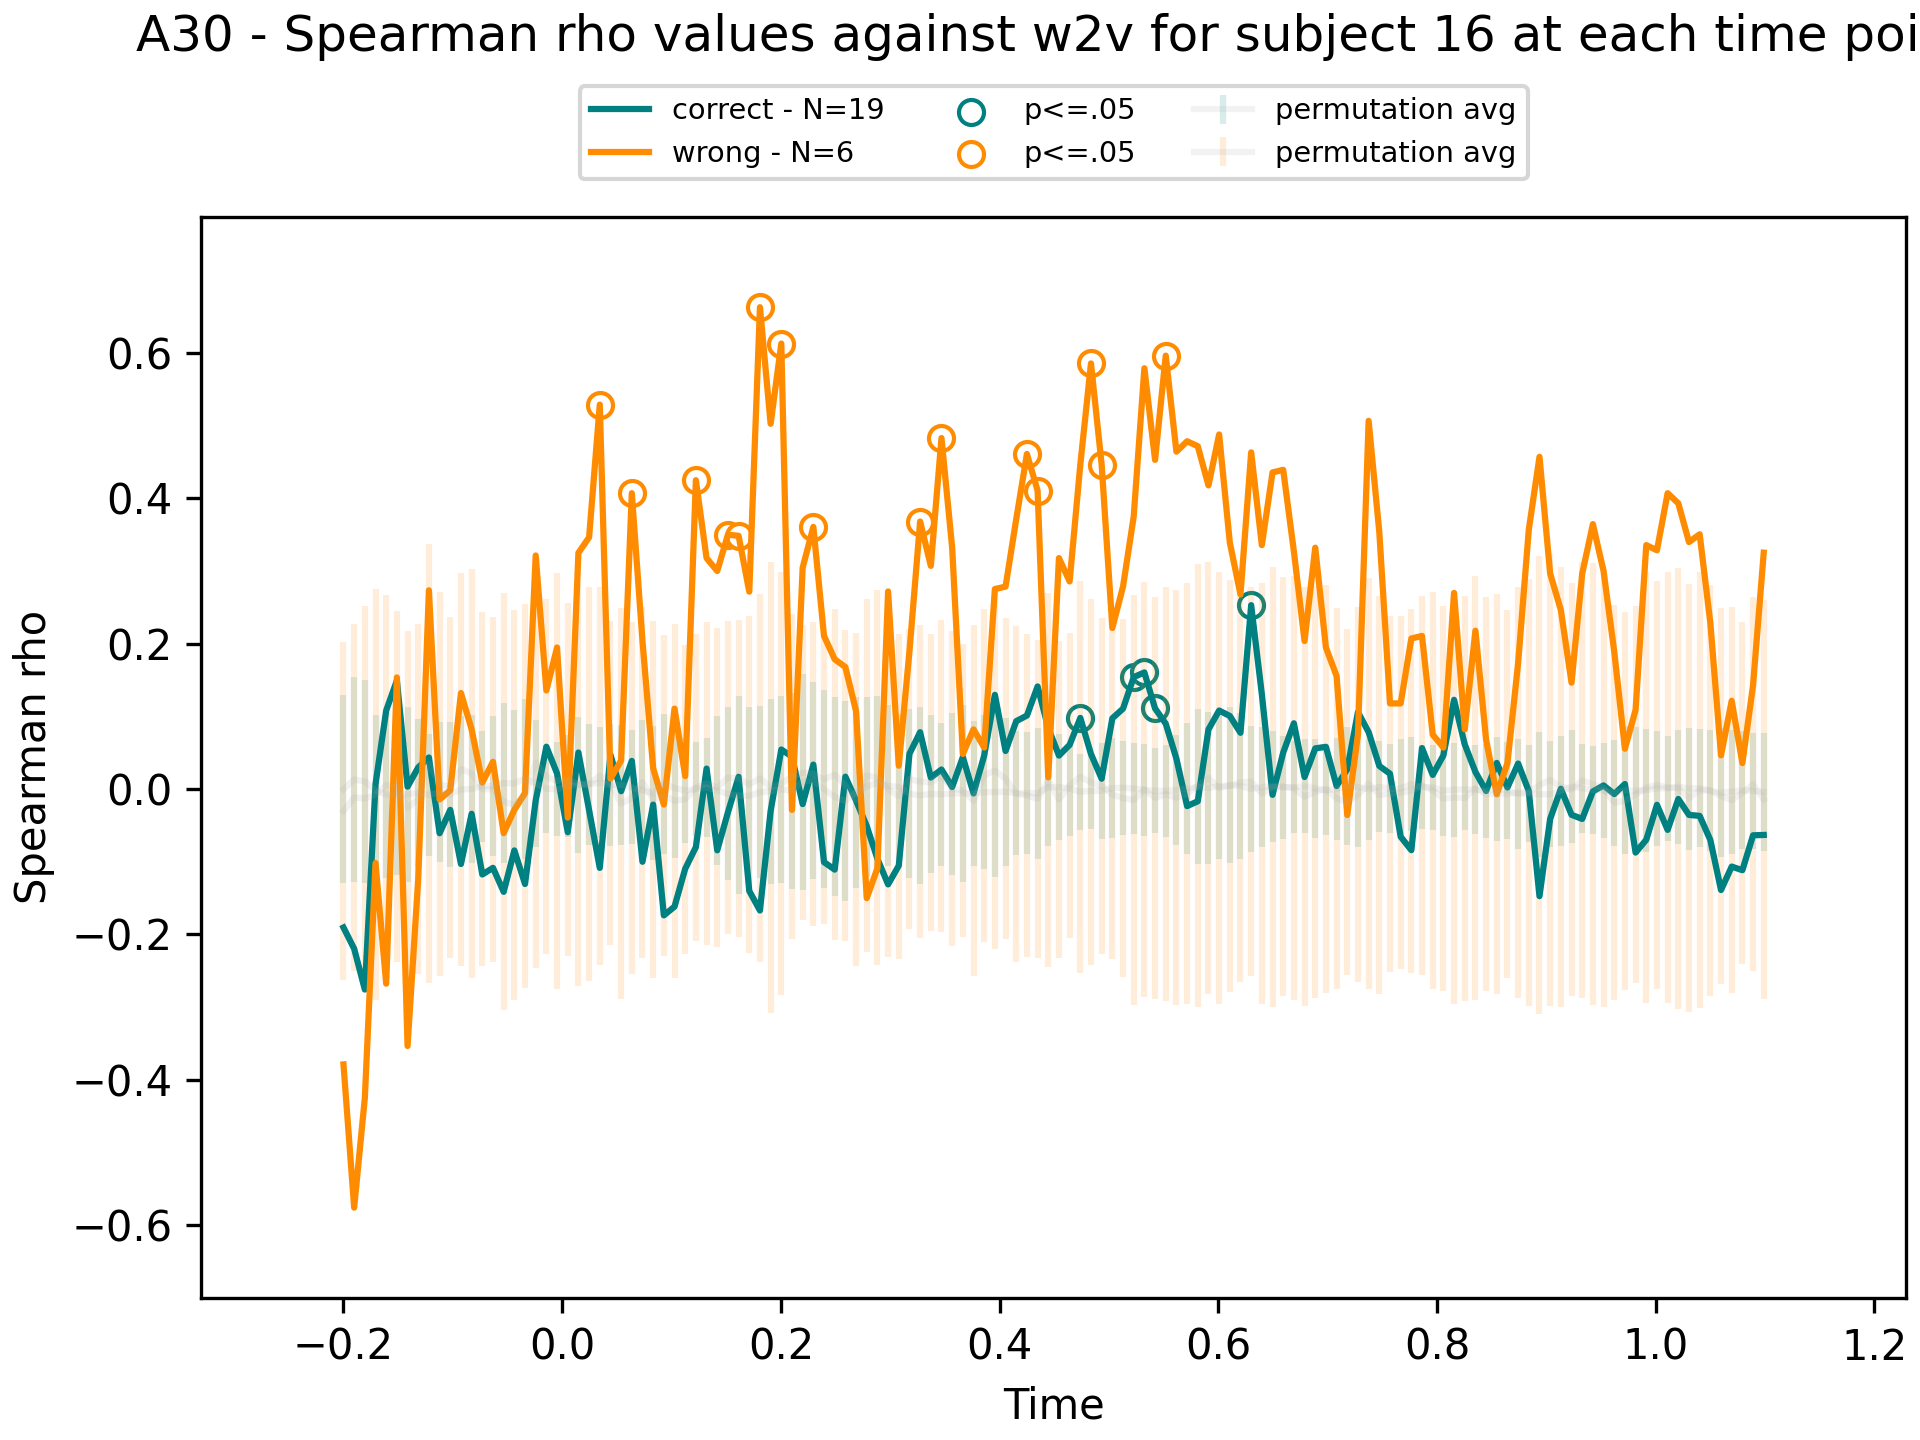 A30 - Spearman rho values against w2v for subject 16 at each time poi
correct - N=19
wrong - N=6
p<=.05
p<=.05
permutation avg
permutation avg
Spearman rho
0.6
0.4
0.2
0.0
−0.2
−0.4
−0.6
−0.2 0.0 0.2 0.4 0.6 0.8 1.0 1.2
Time